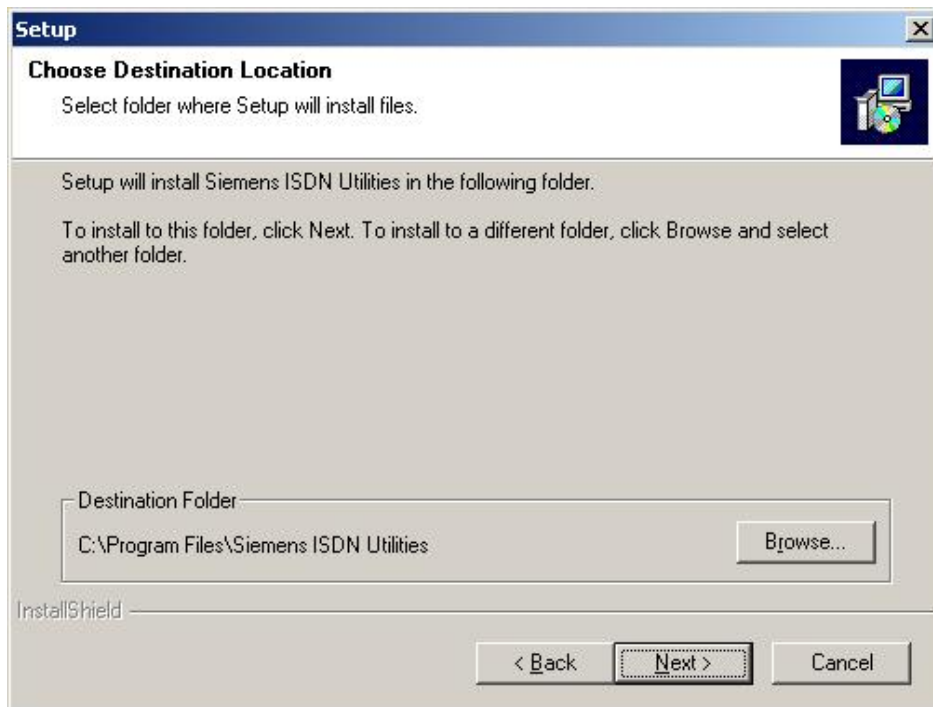 Setup
Choose Destination Location
Select folder where Setup will install files.
Setup will install Siemens ISDN Utilities in the following folder.
To install to this folder, click Next. To install to a different folder, click Browse and select
another folder.
Destination Folder
C:\Program Files\Siemens ISDN Utilities
Browse...
InstallShield
< Back
Next >
Cancel